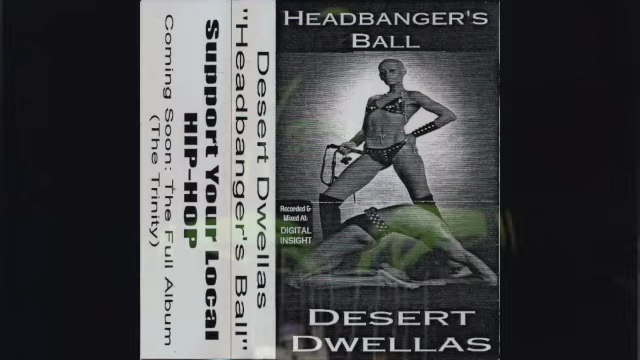 HEADBANGER'S
BALL
Recorded &
Mixed At:
DIGITAL
INSIGHT
DESERT
DWELLAS
Desert Dwellas
"Headbanger's Ball"
Support Your Local
HIP-HOP
Coming Soon: The Full Album
(The Trinity)